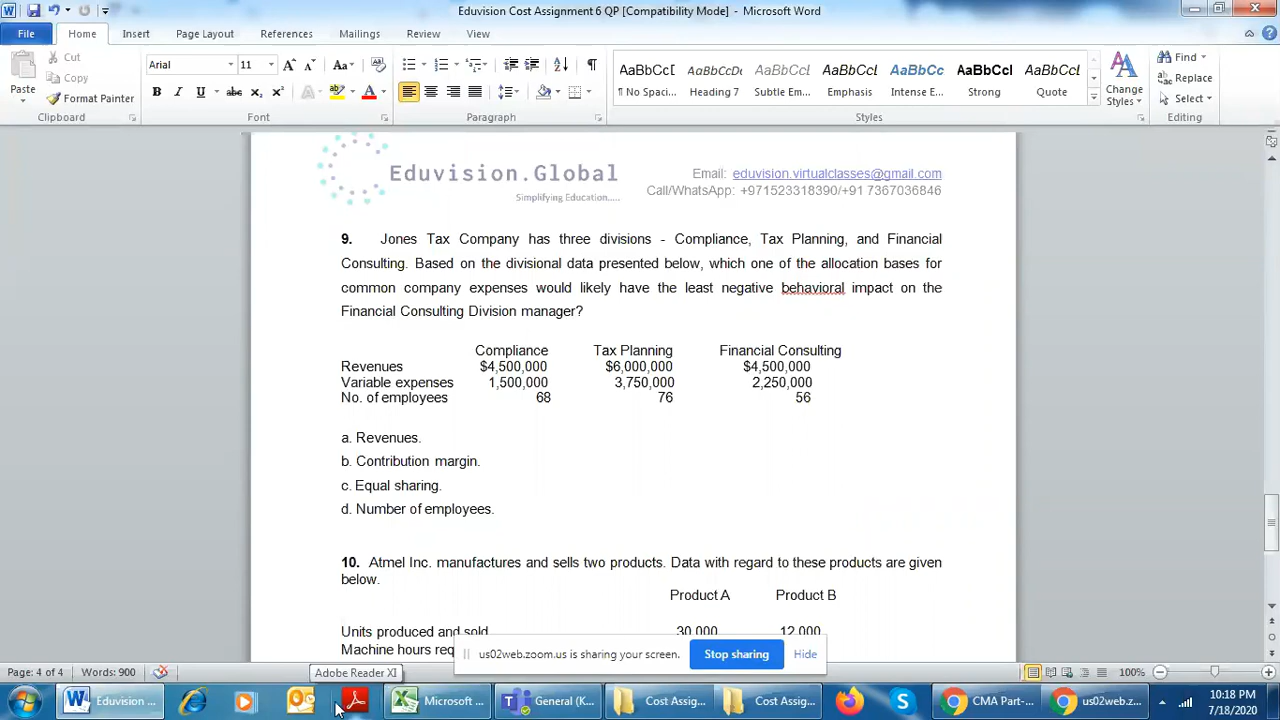 Eduvision Cost Assignment 6 QP [Compatibility Mode] - Microsoft Word
File Home Insert Page Layout References Mailings Review View
Cut
Copy
Format Painter
Paste
Clipboard
Arial 11
Font
Paragraph
AaBbCcD AaBbCcDc AaBbCcDd AaBbCcDd AaBbCc AaBbCcD AaBbCcDd
¶ No Spaci... Heading 7 Subtle Em... Emphasis Intense E... Strong Quote
Change Styles
Styles
Find
Replace
Select
Editing
Eduvision.Global
Simplifying Education.....
Email: eduvision.virtualclasses@gmail.com
Call/WhatsApp: +971523318390/+91 7367036846
9. Jones Tax Company has three divisions - Compliance, Tax Planning, and Financial
Consulting. Based on the divisional data presented below, which one of the allocation bases for
common company expenses would likely have the least negative behavioral impact on the
Financial Consulting Division manager?
Compliance Tax Planning Financial Consulting
Revenues $4,500,000 $6,000,000 $4,500,000
Variable expenses 1,500,000 3,750,000 2,250,000
No. of employees 68 76 56
a. Revenues.
b. Contribution margin.
c. Equal sharing.
d. Number of employees.
10. Atmel Inc. manufactures and sells two products. Data with regard to these products are given
below.
Product A Product B
Units produced and sold 30,000 12,000
Machine hours req
us02web.zoom.us is sharing your screen. Stop sharing Hide
Page: 4 of 4 Words: 900 100%
Adobe Reader XI
Eduvision ... Microsoft ... General (K... Cost Assig... Cost Assig... CMA Part-... us02web.z...
10:18 PM
7/18/2020